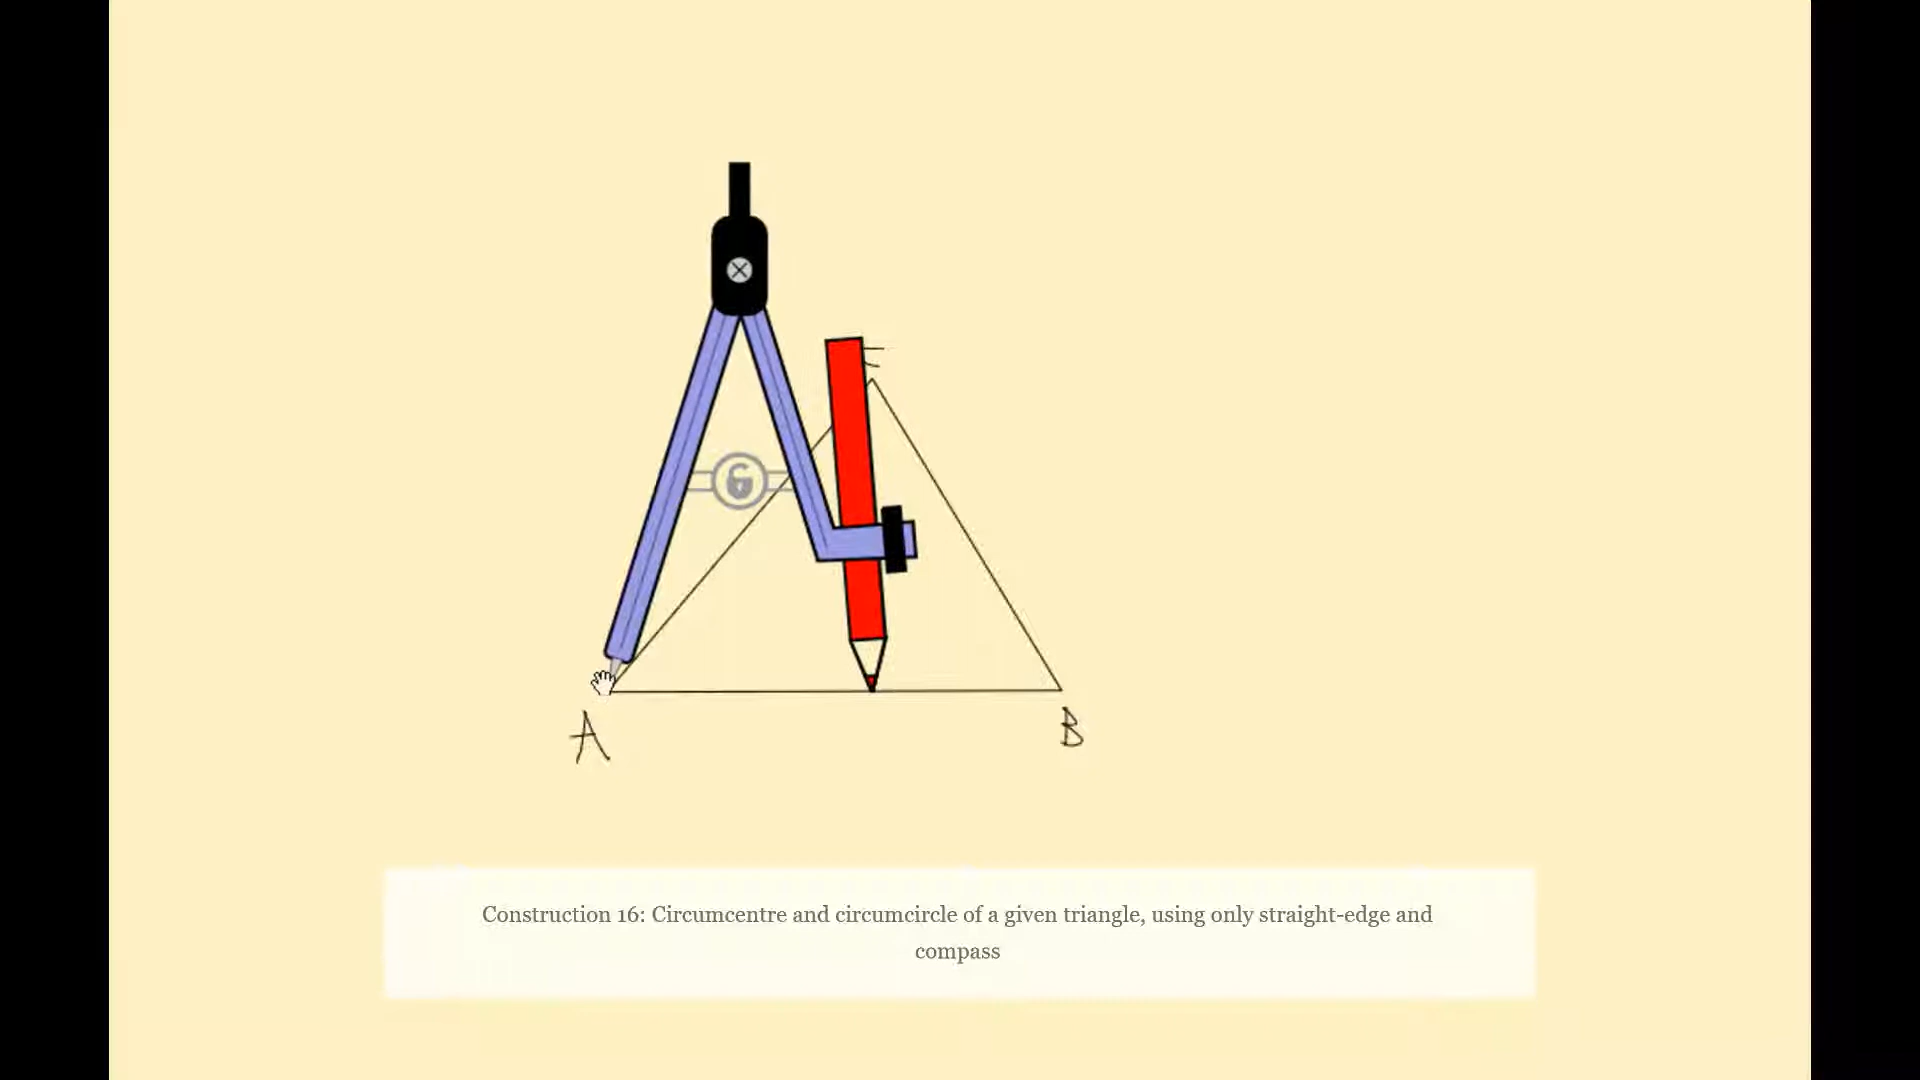 A
B
Construction 16: Circumcentre and circumcircle of a given triangle, using only straight-edge and
compass